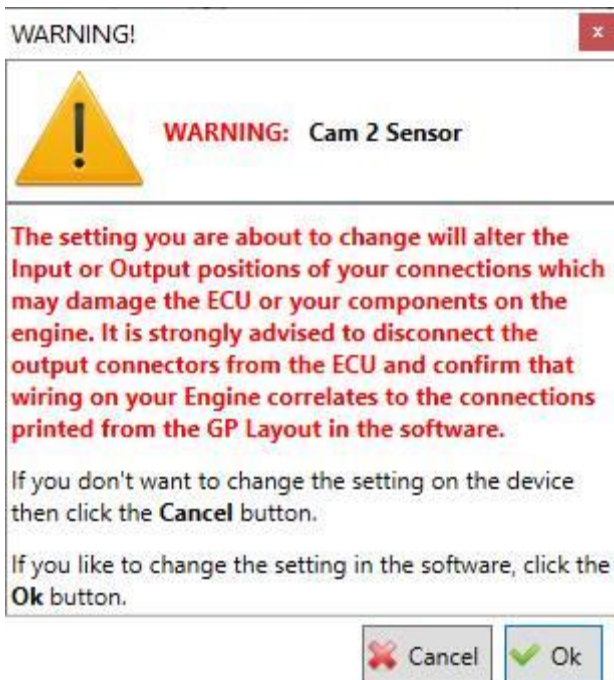 WARNING!
x
WARNING: Cam 2 Sensor
The setting you are about to change will alter the
Input or Output positions of your connections which
may damage the ECU or your components on the
engine. It is strongly advised to disconnect the
output connectors from the ECU and confirm that
wiring on your Engine correlates to the connections
printed from the GP Layout in the software.
If you don't want to change the setting on the device
then click the Cancel button.
If you like to change the setting in the software, click the
Ok button.
Cancel
Ok